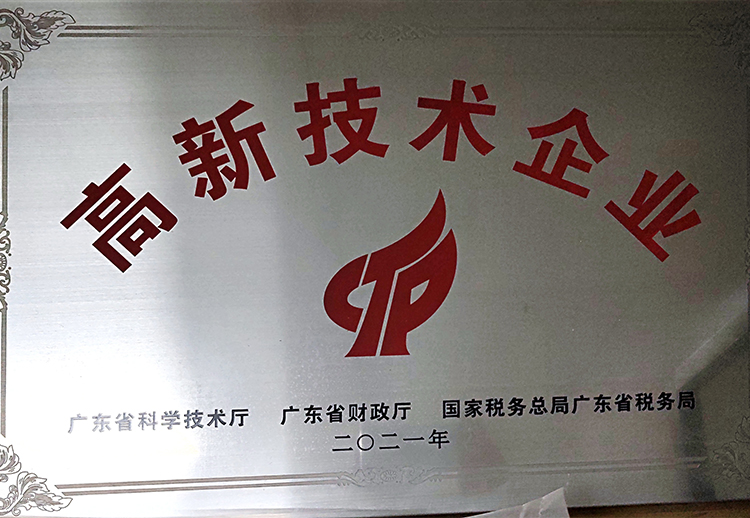 高新技术企业
广东省科学技术厅 广东省财政厅 国家税务总局广东省税务局
二〇二一年